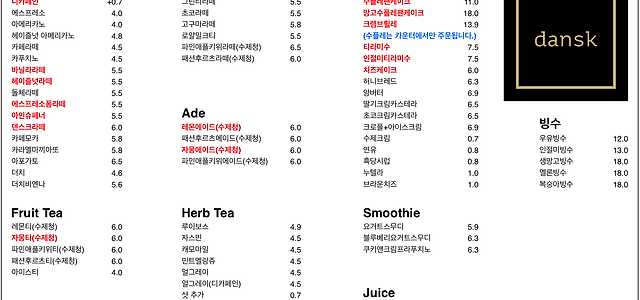 디카페인 +0.7
에스프레소 4.0
아메리카노 4.0
헤이즐넛 아메리카노 4.8
카페라떼 4.5
카푸치노 4.5
바닐라라떼 5.5
헤이즐넛라떼 5.5
돌체라떼 5.5
에스프레소폼라떼 5.5
아인슈페너 5.5
덴스크라떼 6.0
카페모카 5.8
카라멜마끼아또 5.8
아포가토 6.5
더치 4.6
더치비엔나 5.6
Fruit Tea
레몬티(수제청) 6.0
자몽티(수제청) 6.0
파인애플키위티(수제청) 6.0
패션후르츠티(수제청) 6.0
아이스티 4.0
그린티라떼 5.5
초코라떼 5.5
고구마라떼 5.8
로얄밀크티 5.5
파인애플키위라떼(수제청) 6.5
패션후르츠라떼(수제청) 6.0
Ade
레몬에이드(수제청) 6.0
패션후르츠에이드(수제청) 6.0
자몽에이드(수제청) 6.0
파인애플키위에이드(수제청) 6.0
Herb Tea
루이보스 4.9
자스민 4.5
캐모마일 4.5
민트멜랑쥬 4.5
얼그레이 4.5
얼그레이(디카페인) 4.5
샷 추가 0.7
수플레팬케이크 11.0
망고수플레팬케이크 18.0
크렘브륄레 13.9
(수플레는 카운터에서만 주문됩니다.)
티라미수 7.5
인절미티라미수 7.5
치즈케이크 6.0
허니브레드 6.3
앙버터 6.9
딸기크림카스테라 6.5
초코크림카스테라 6.5
크로플+아이스크림 6.9
수제크림 0.7
연유 0.8
흑당시럽 0.8
누텔라 1.0
브라운치즈 1.0
Smoothie
요거트스무디 5.9
블루베리요거트스무디 6.3
쿠키앤크림프라푸치노 6.3
Juice
dansk
빙수
우유빙수 12.0
인절미빙수 13.0
생망고빙수 18.0
멜론빙수 18.0
복숭아빙수 18.0